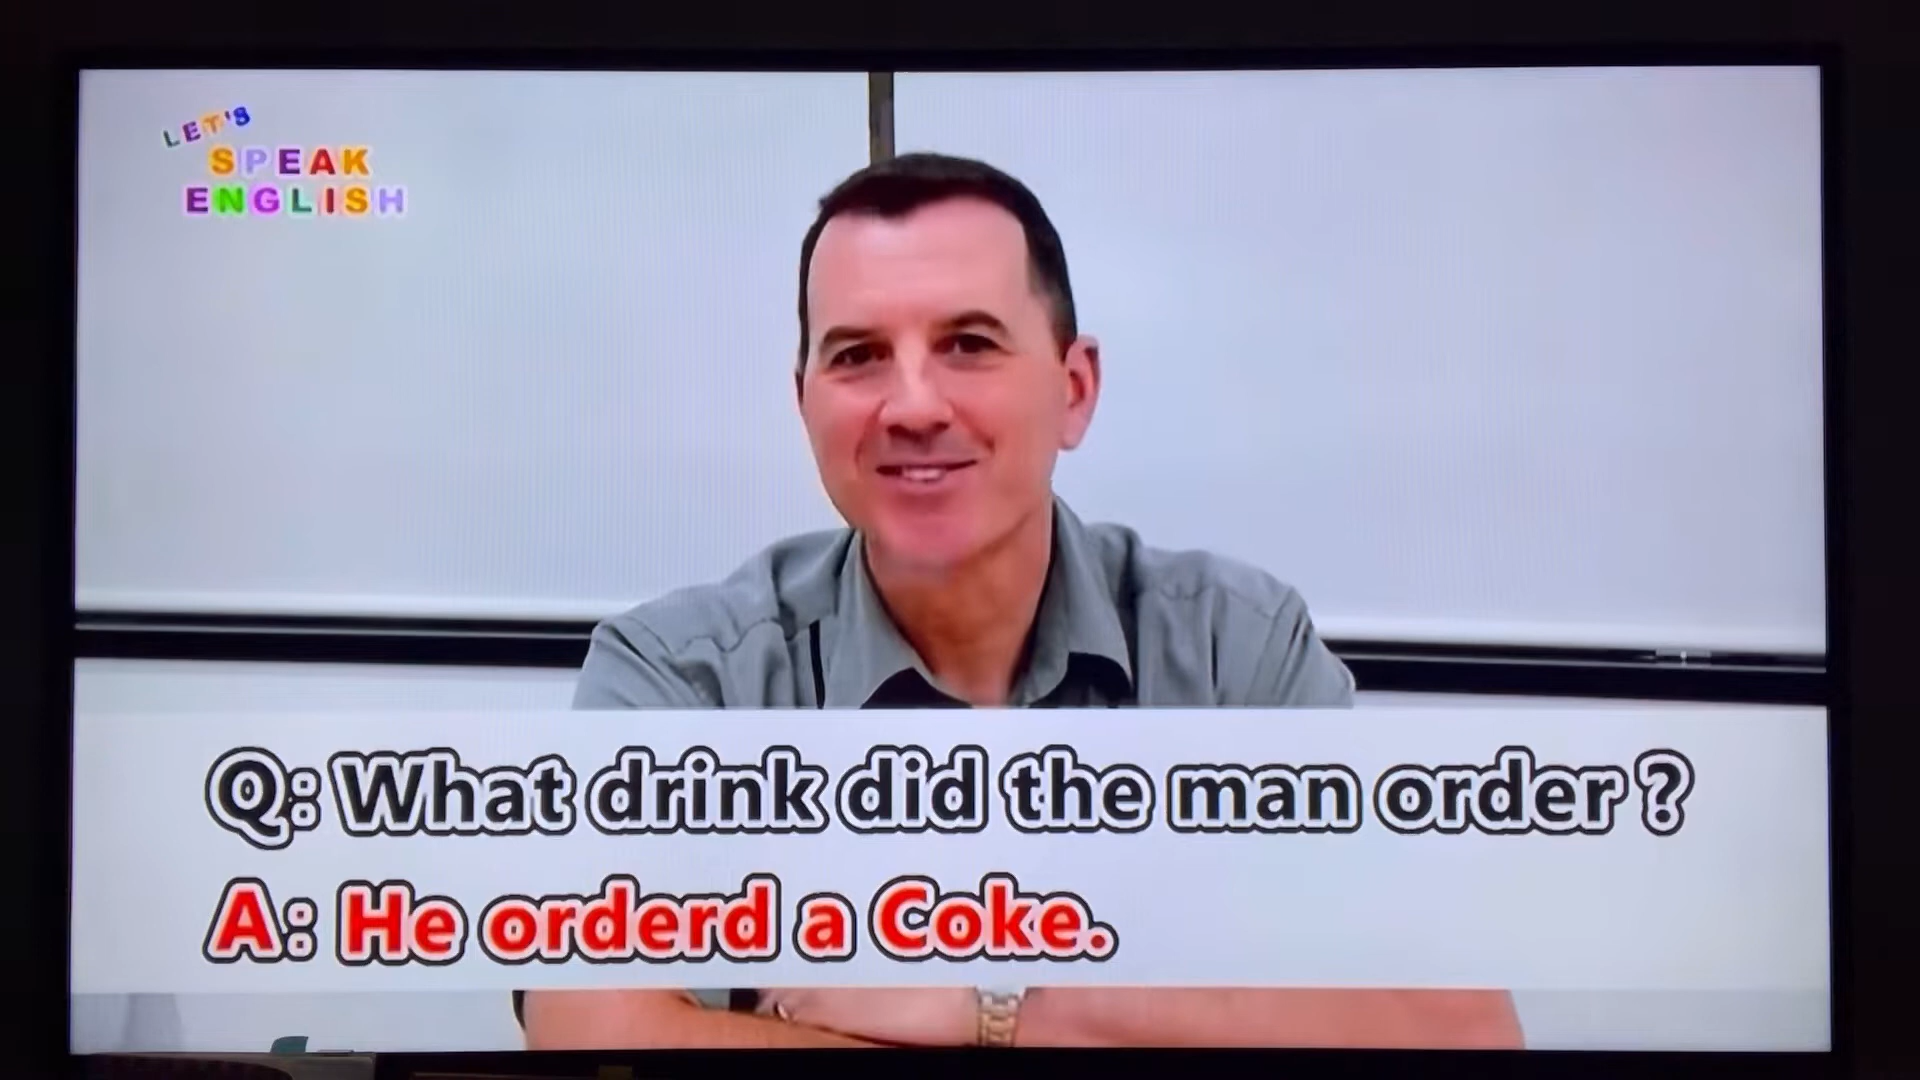 LET'S
SPEAK
ENGLISH
Q: What drink did the man order?
A: He orderd a Coke.